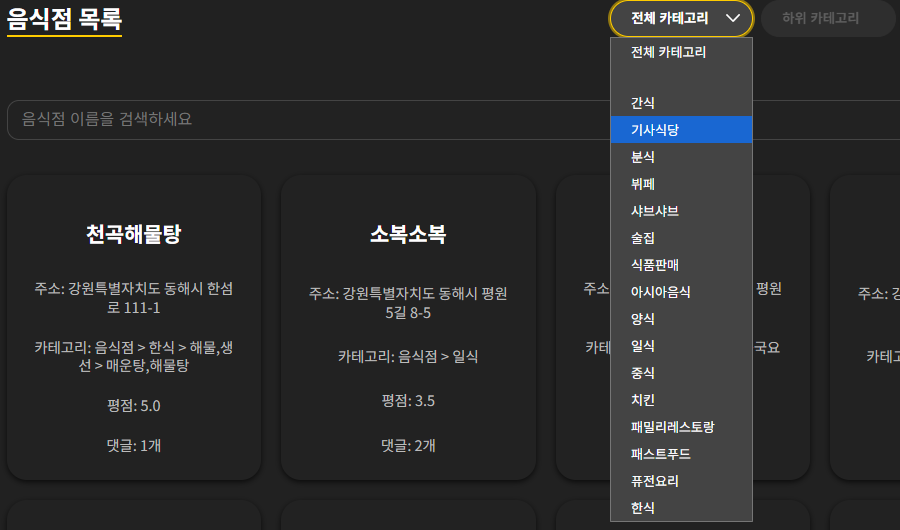 음식점 목록
전체 카테고리
하위 카테고리
전체 카테고리
간식
기사식당
분식
뷔페
샤브샤브
술집
식품판매
아시아음식
양식
일식
중식
치킨
패밀리레스토랑
패스트푸드
퓨전요리
한식
음식점 이름을 검색하세요
천곡해물탕
주소: 강원특별자치도 동해시 한섬
로 111-1
카테고리: 음식점 > 한식 > 해물,생
선 > 매운탕,해물탕
평점: 5.0
댓글: 1개
소복소복
주소: 강원특별자치도 동해시 평원
5길 8-5
카테고리: 음식점 > 일식
평점: 3.5
댓글: 2개
주소
평원
카테
국요
주소:
카테고